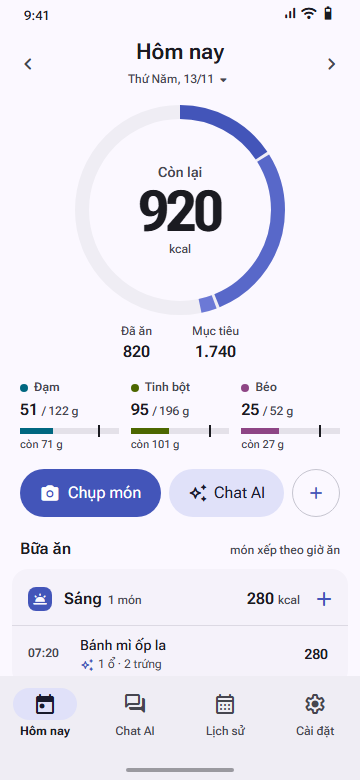 9:41
Hôm nay
Thứ Năm, 13/11
Còn lại
920
kcal
Đã ăn
Mục tiêu
820
1.740
Đạm
Tinh bột
Béo
51 / 122 g
95 / 196 g
25 / 52 g
còn 71 g
còn 101 g
còn 27 g
Chụp món
Chat AI
Bữa ăn
món xếp theo giờ ăn
Sáng 1 món
280 kcal
07:20
Bánh mì ốp la
1 ổ · 2 trứng
280
Hôm nay
Chat AI
Lịch sử
Cài đặt